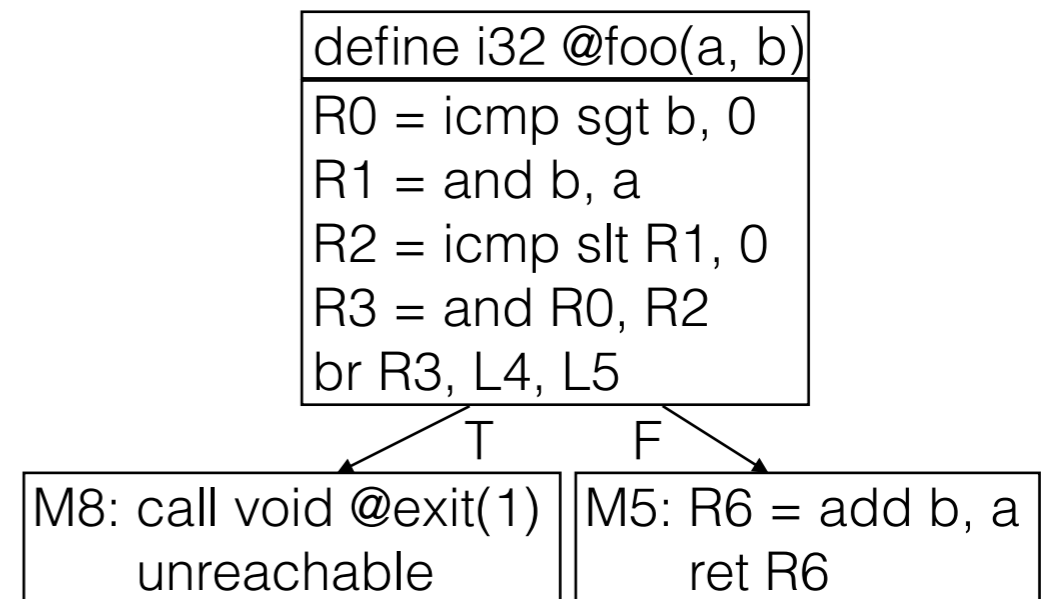 define i32 @foo(a, b)
R0 = icmp sgt b, 0
R1 = and b, a
R2 = icmp slt R1, 0
R3 = and R0, R2
br R3, L4, L5
T F
M8: call void @exit(1)
unreachable
M5: R6 = add b, a
ret R6